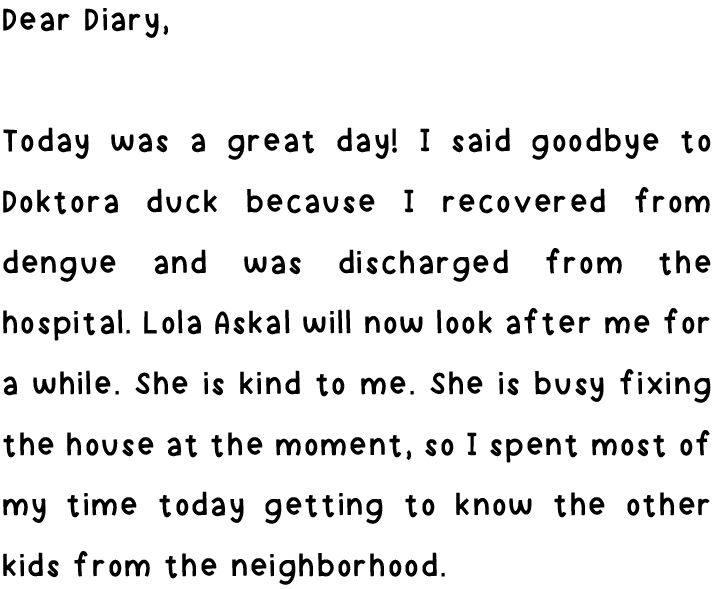 Dear Diary,
Today was a great day! I said goodbye to
Doktora duck because I recovered from
dengue and was discharged from the
hospital. Lola Askal will now look after me for
a while. She is kind to me. She is busy fixing
the house at the moment, so I spent most of
my time today getting to know the other
kids from the neighborhood.